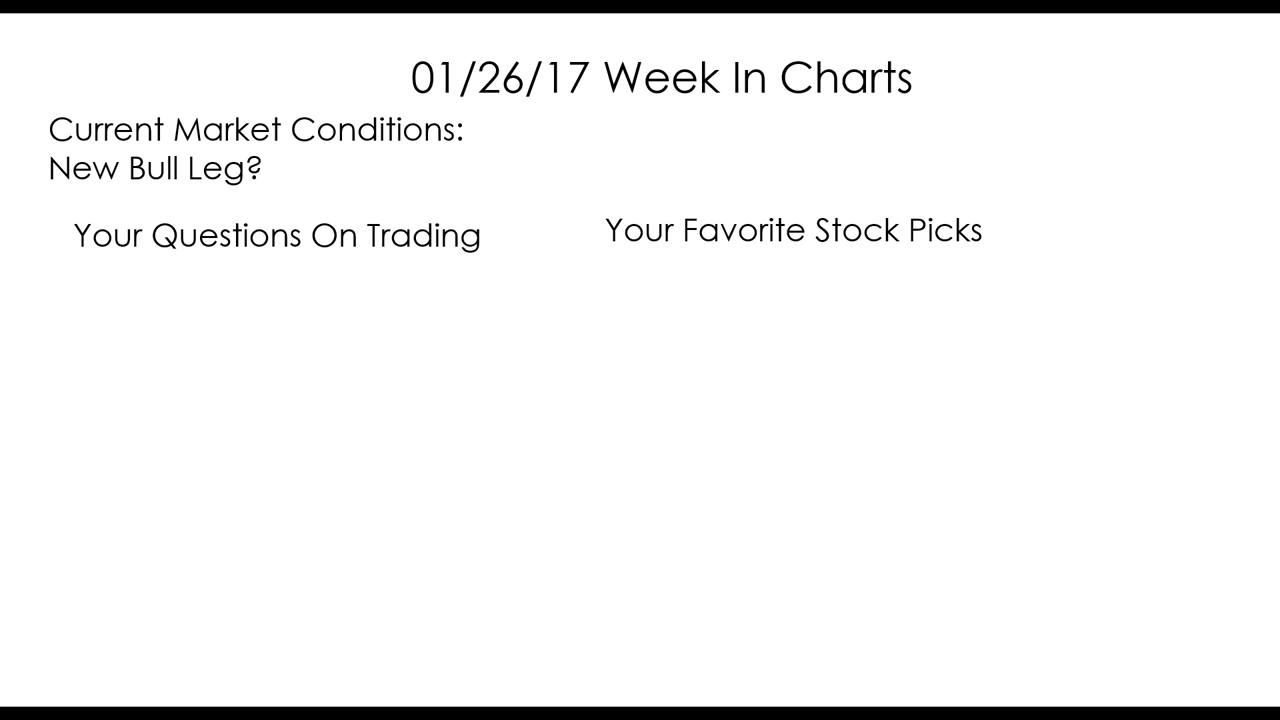 01/26/17 Week In Charts
Current Market Conditions:
New Bull Leg?
Your Questions On Trading
Your Favorite Stock Picks